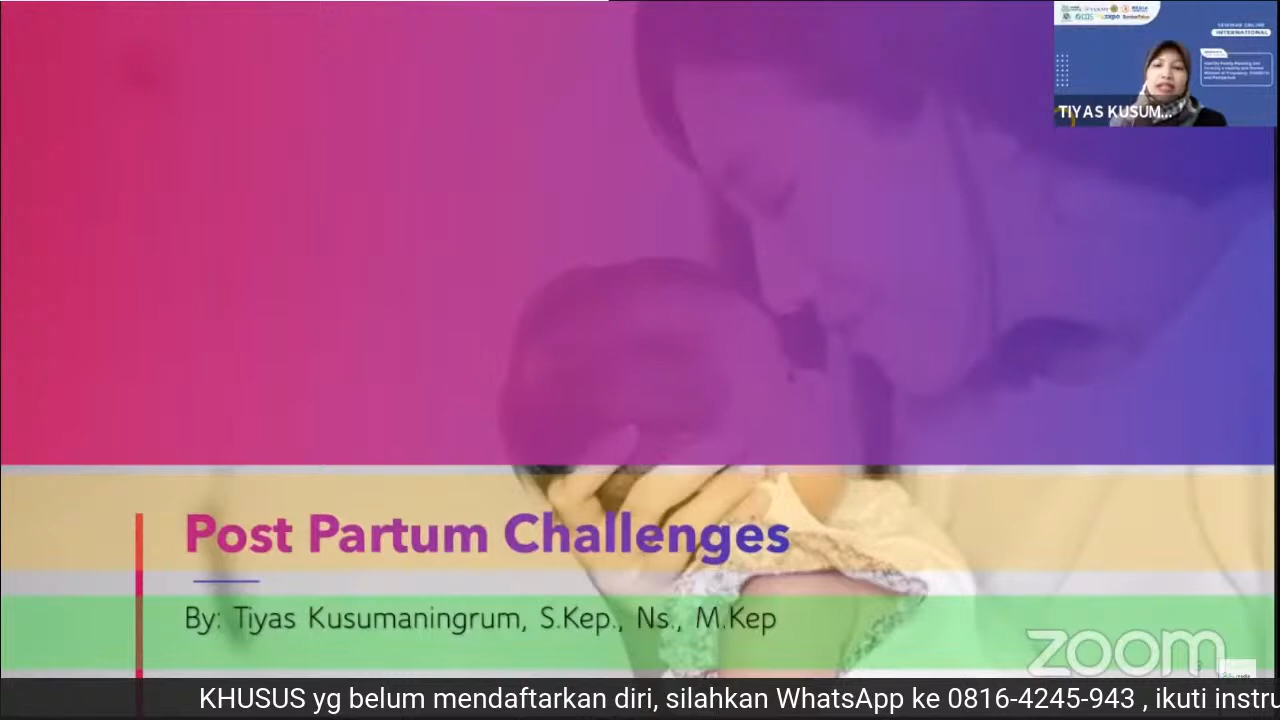 SEMINAR ONLINE
INTERNATIONAL
TIYAS KUSUM...
Post Partum Challenges
By: Tiyas Kusumaningrum, S.Kep., Ns., M.Kep
zoom
KHUSUS yg belum mendaftarkan diri, silahkan WhatsApp ke 0816-4245-943 , ikuti instru